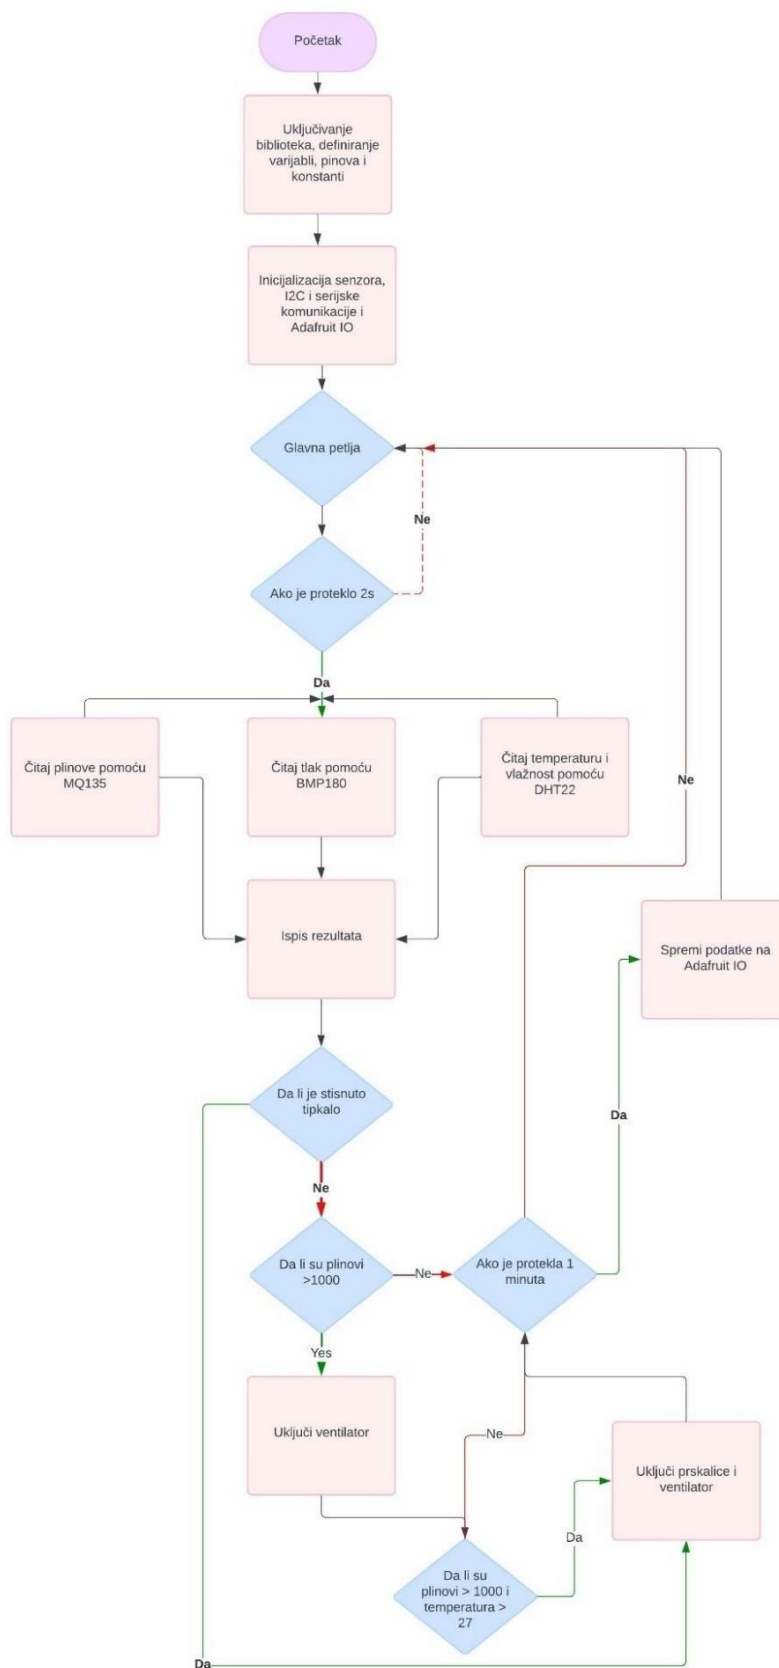 Početak
Uključivanje
biblioteka, definiranje
varijabli, pinova i
konstanti
Inicijalizacija senzora,
I2C i serijske
komunikacije i
Adafruit IO
Glavna petlja
Ne
Ako je proteklo 2s
Da
Čitaj plinove pomoću
MQ135
Čitaj tlak pomoću
BMP180
Čitaj temperaturu i
vlažnost pomoću
DHT22
Ne
Ispis rezultata
Spremi podatke na
Adafruit IO
Da li je stisnuto
tipkalo
Da
Ne
Da li su plinovi
>1000
Ne
Ako je protekla 1
minuta
Yes
Uključi ventilator
Ne
Uključi prskalice i
ventilator
Da
Da li su
plinovi > 1000 i
temperatura >
27
Da